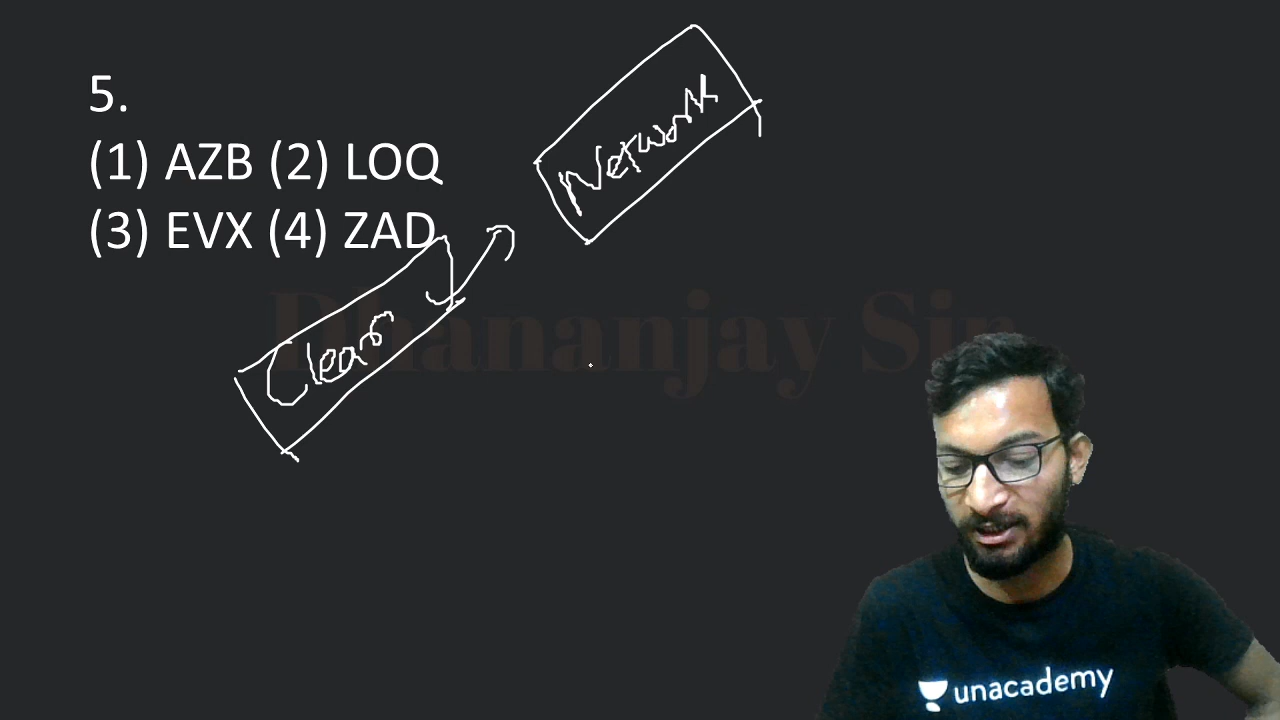 5.
(1) AZB (2) LOQ
(3) EVX (4) ZAD
Network
Clear
Dhananjay Sir
unacademy